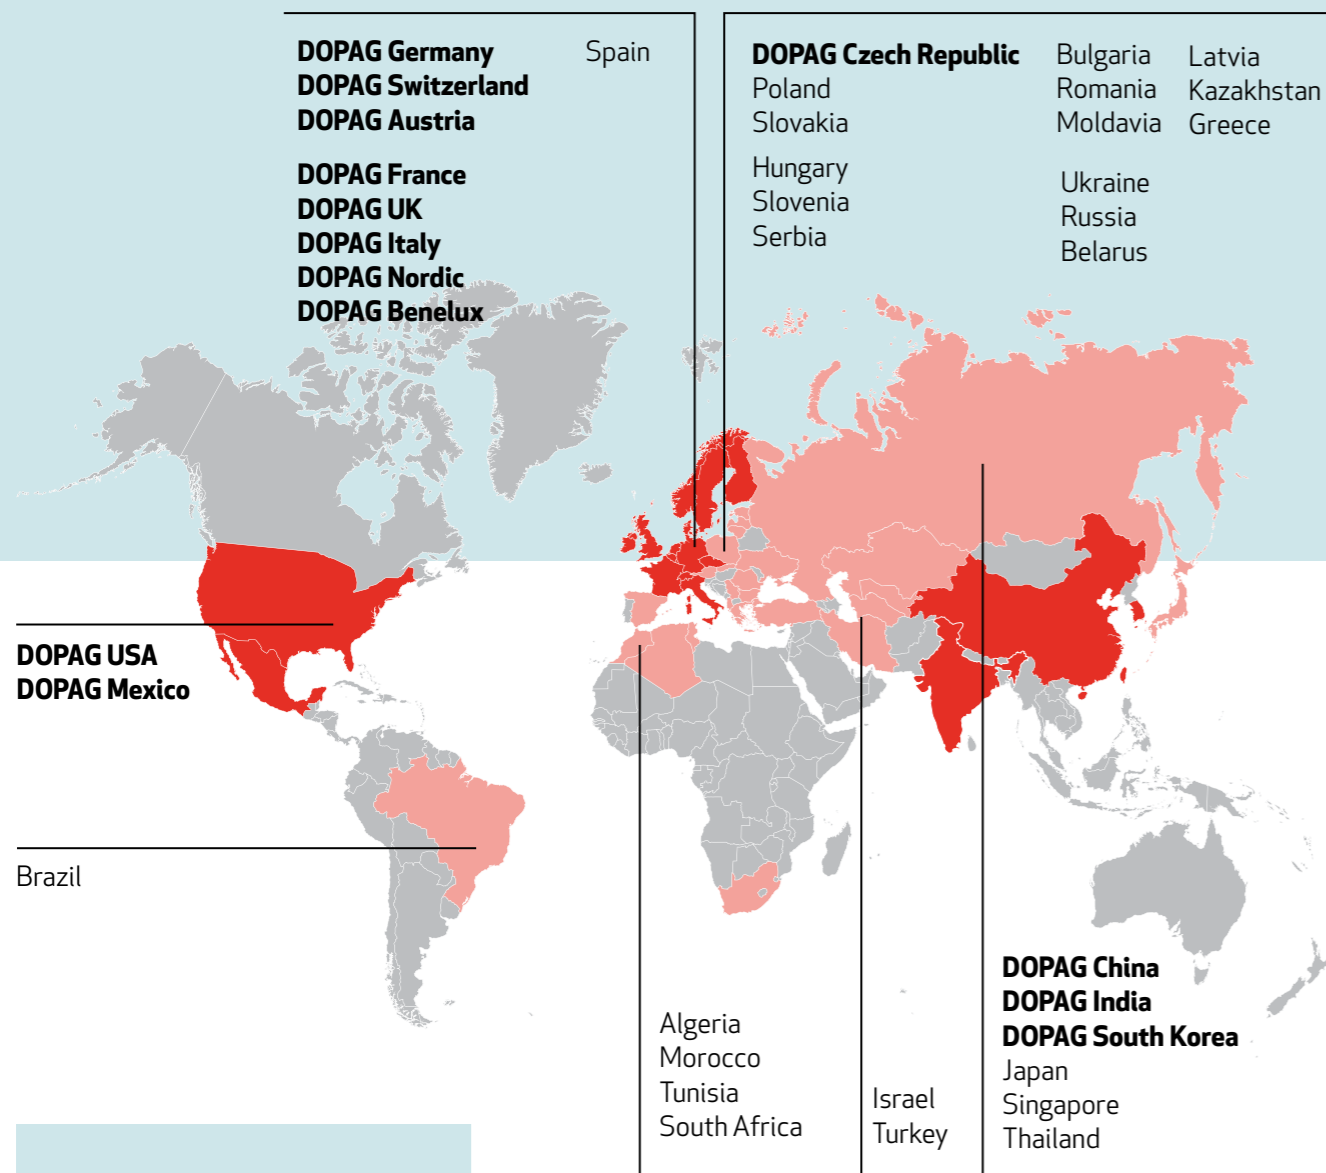 DOPAG Germany
DOPAG Switzerland
DOPAG Austria
DOPAG France
DOPAG UK
DOPAG Italy
DOPAG Nordic
DOPAG Benelux
Spain
DOPAG Czech Republic
Poland
Slovakia
Hungary
Slovenia
Serbia
Bulgaria
Romania
Moldavia
Ukraine
Russia
Belarus
Latvia
Kazakhstan
Greece
DOPAG USA
DOPAG Mexico
Brazil
Algeria
Morocco
Tunisia
South Africa
Israel
Turkey
DOPAG China
DOPAG India
DOPAG South Korea
Japan
Singapore
Thailand